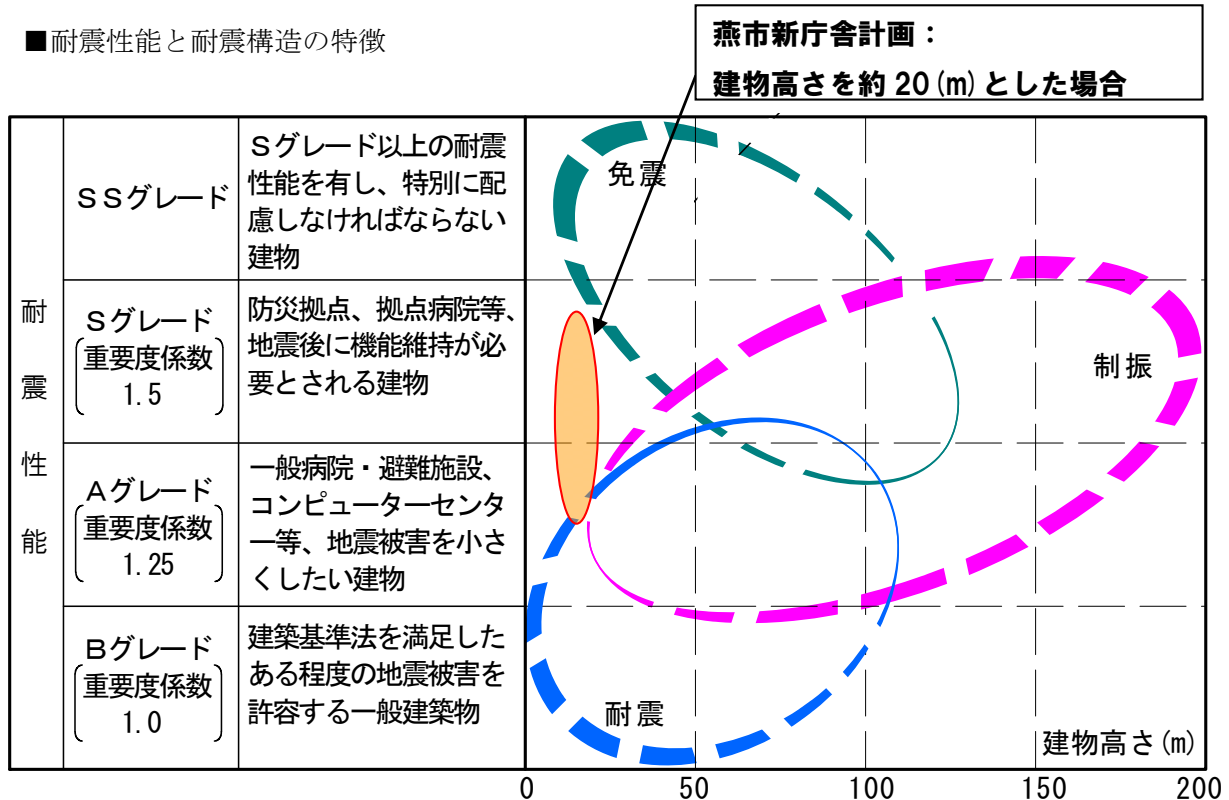 ■耐震性能と耐震構造の特徴
燕市新庁舎計画：
建物高さを約 20(m)とした場合
耐震性能
ＳＳグレード
Ｓグレード以上の耐震
性能を有し、特別に配
慮しなければならない
建物
Ｓグレード
重要度係数
1.5
防災拠点、拠点病院等、
地震後に機能維持が必
要とされる建物
Ａグレード
重要度係数
1.25
一般病院・避難施設、
コンピューターセンタ
ー等、地震被害を小さ
くしたい建物
Ｂグレード
重要度係数
1.0
建築基準法を満足した
ある程度の地震被害を
許容する一般建築物
免震
制振
耐震
建物高さ(m)
0 50 100 150 200